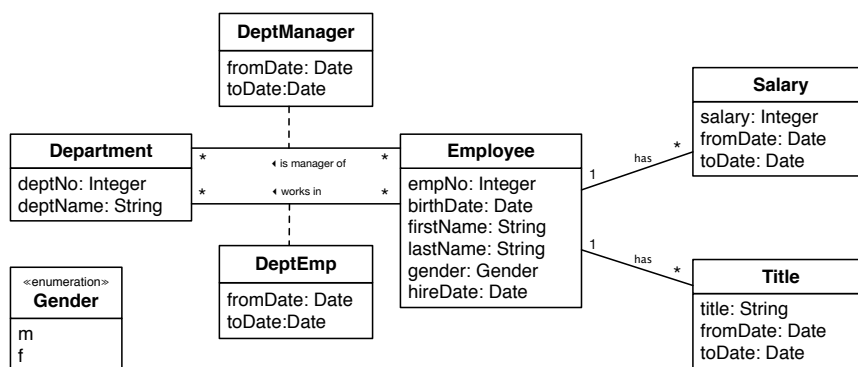 DeptManager
fromDate: Date
toDate:Date
Department
deptNo: Integer
deptName: String
* ◂ is manager of *
* ◂ works in *
Employee
empNo: Integer
birthDate: Date
firstName: String
lastName: String
gender: Gender
hireDate: Date
1 has *
Salary
salary: Integer
fromDate: Date
toDate: Date
1 has *
Title
title: String
fromDate: Date
toDate: Date
DeptEmp
fromDate: Date
toDate:Date
«enumeration»
Gender
m
f